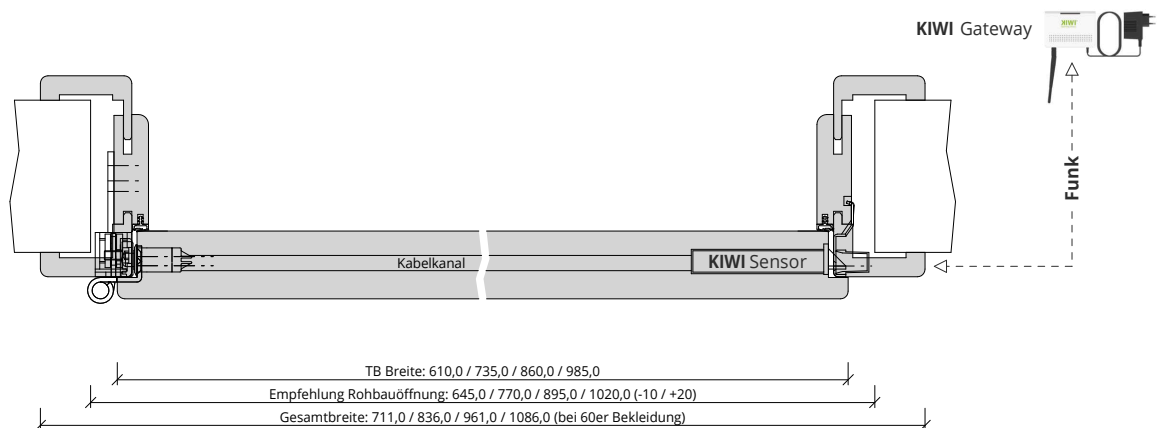 KIWI Gateway
KIWI
Funk
Kabelkanal
KIWI Sensor
TB Breite: 610,0 / 735,0 / 860,0 / 985,0
Empfehlung Rohbauöffnung: 645,0 / 770,0 / 895,0 / 1020,0 (-10 / +20)
Gesamtbreite: 711,0 / 836,0 / 961,0 / 1086,0 (bei 60er Bekleidung)